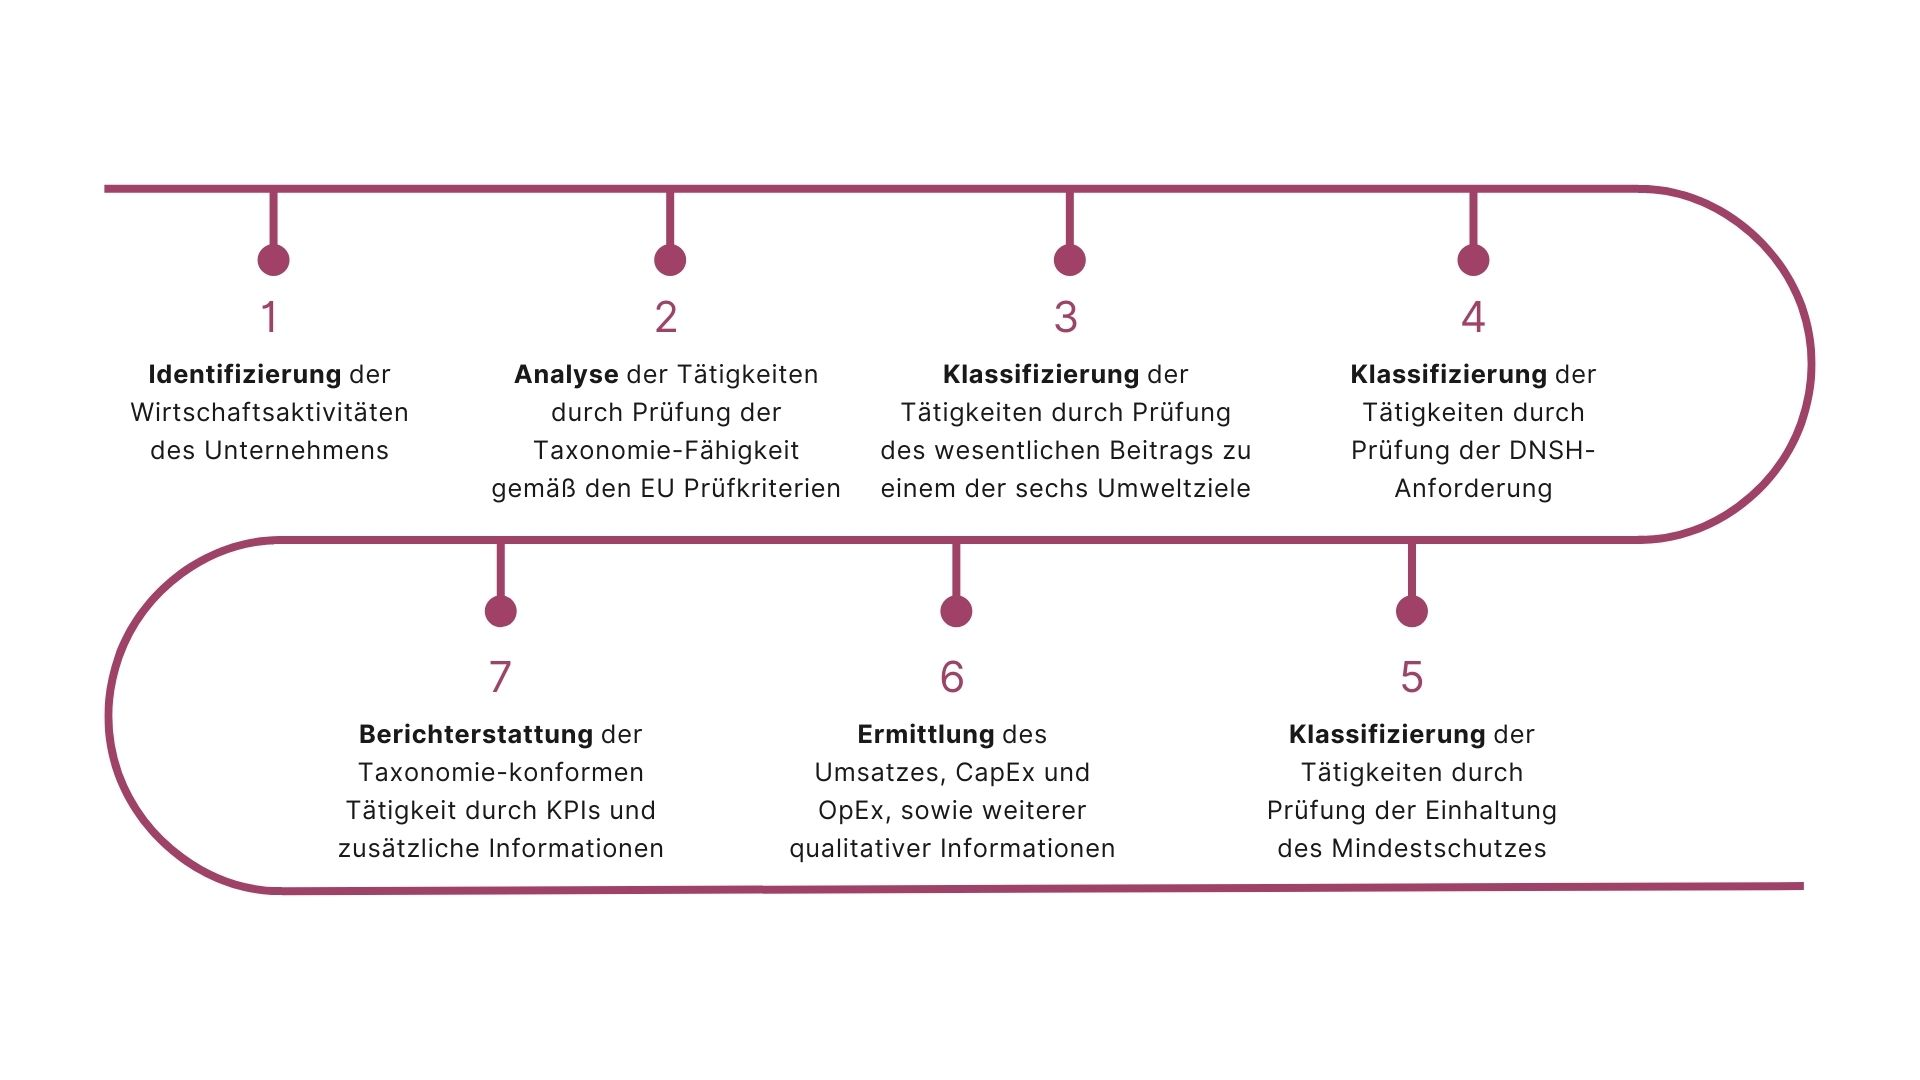 1
Identifizierung der
Wirtschaftsaktivitäten
des Unternehmens
2
Analyse der Tätigkeiten
durch Prüfung der
Taxonomie-Fähigkeit
gemäß den EU Prüfkriterien
3
Klassifizierung der
Tätigkeiten durch Prüfung
des wesentlichen Beitrags zu
einem der sechs Umweltziele
4
Klassifizierung der
Tätigkeiten durch
Prüfung der DNSH-
Anforderung
5
Klassifizierung der
Tätigkeiten durch
Prüfung der Einhaltung
des Mindestschutzes
6
Ermittlung des
Umsatzes, CapEx und
OpEx, sowie weiterer
qualitativer Informationen
7
Berichterstattung der
Taxonomie-konformen
Tätigkeit durch KPIs und
zusätzliche Informationen